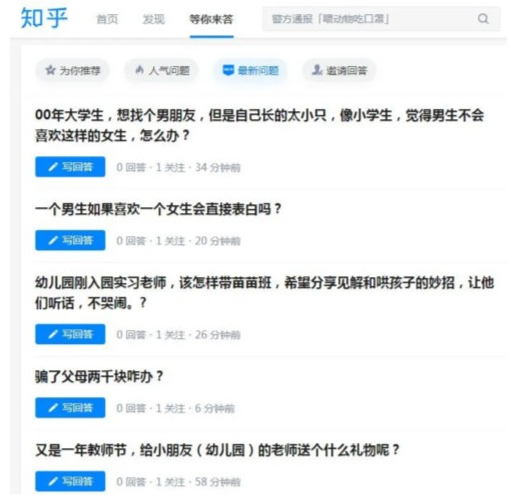 知乎
首页 发现 等你来答 警方通报「喂动物吃口罩」
为你推荐 人气问题 最新问题 邀请回答
00年大学生，想找个男朋友，但是自己长的太小只，像小学生，觉得男生不会
喜欢这样的女生，怎么办？
写回答 0 回答 · 1 关注 · 34 分钟前
一个男生如果喜欢一个女生会直接表白吗？
写回答 0 回答 · 1 关注 · 20 分钟前
幼儿园刚入园实习老师，该怎样带苗苗班，希望分享见解和哄孩子的妙招，让他
们听话，不哭闹。?
写回答 0 回答 · 1 关注 · 26 分钟前
骗了父母两千块咋办？
写回答 0 回答 · 1 关注 · 6 分钟前
又是一年教师节，给小朋友（幼儿园）的老师送个什么礼物呢？
写回答 0 回答 · 1 关注 · 58 分钟前